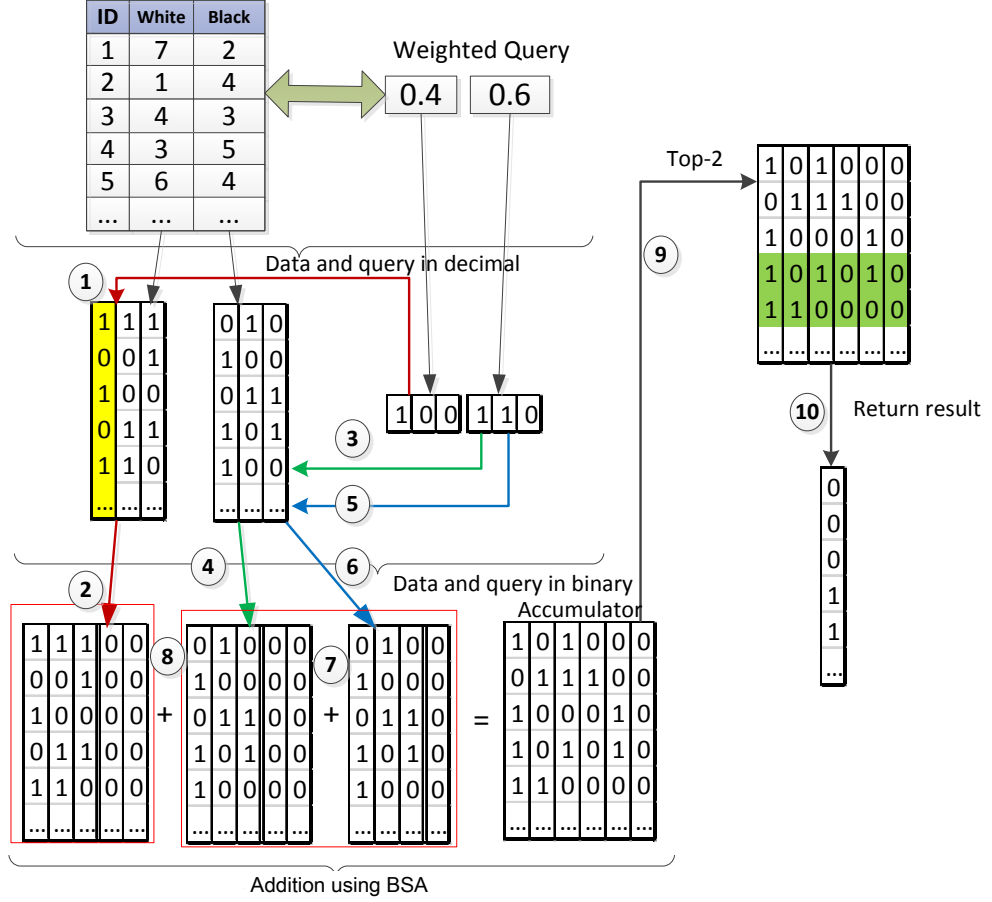 ID White Black
1 7 2
2 1 4
3 4 3
4 3 5
5 6 4
... ... ...
Weighted Query
0.4 0.6
Data and query in decimal
1
1 1 1
0 0 1
1 0 0
0 1 1
1 1 0
... ... ...
0 1 0
1 0 0
0 1 1
1 0 1
1 0 0
... ... ...
1 0 0 1 1 0
3
5
2
4
6
Data and query in binary
1 1 1 0 0
0 0 1 0 0
1 0 0 0 0
0 1 1 0 0
1 1 0 0 0
... ... ... ... ...
8
+
0 1 0 0 0
1 0 0 0 0
0 1 1 0 0
1 0 1 0 0
1 0 0 0 0
... ... ... ... ...
7
+
0 1 0 0
1 0 0 0
0 1 1 0
1 0 1 0
1 0 0 0
... ... ... ...
=
Accumulator
1 0 1 0 0 0
0 1 1 1 0 0
1 0 0 0 1 0
1 0 1 0 1 0
1 1 0 0 0 0
... ... ... ... ... ...
Addition using BSA
Top-2
9
1 0 1 0 0 0
0 1 1 1 0 0
1 0 0 0 1 0
1 0 1 0 1 0
1 1 0 0 0 0
... ... ... ... ... ...
10
Return result
0
0
0
1
1
...